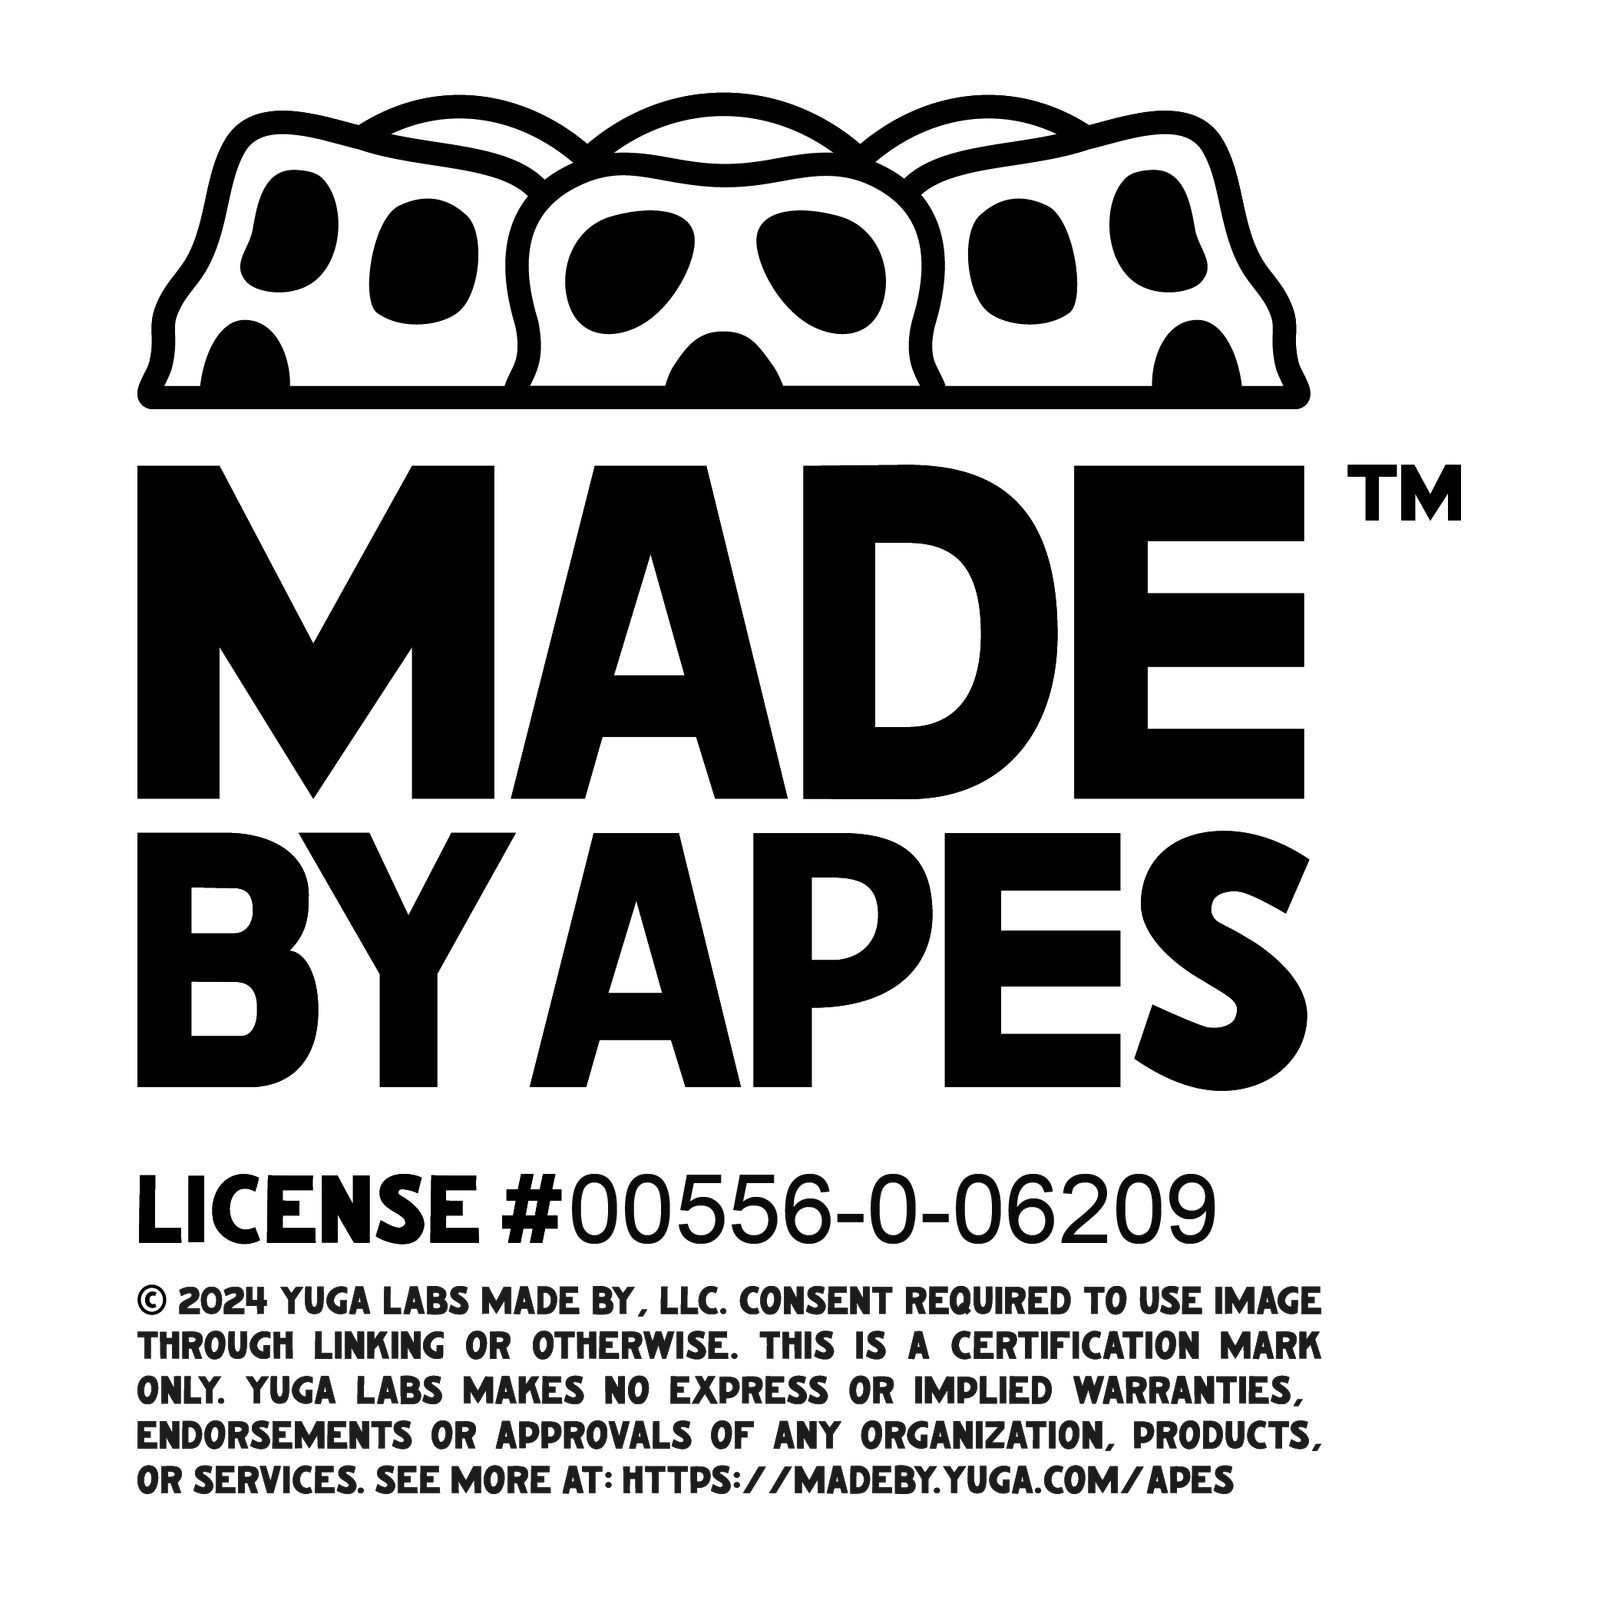 MADE ™
BY APES
LICENSE #00556-0-06209
© 2024 YUGA LABS MADE BY, LLC. CONSENT REQUIRED TO USE IMAGE
THROUGH LINKING OR OTHERWISE. THIS IS A CERTIFICATION MARK
ONLY. YUGA LABS MAKES NO EXPRESS OR IMPLIED WARRANTIES,
ENDORSEMENTS OR APPROVALS OF ANY ORGANIZATION, PRODUCTS,
OR SERVICES. SEE MORE AT: HTTPS://MADEBY.YUGA.COM/APES